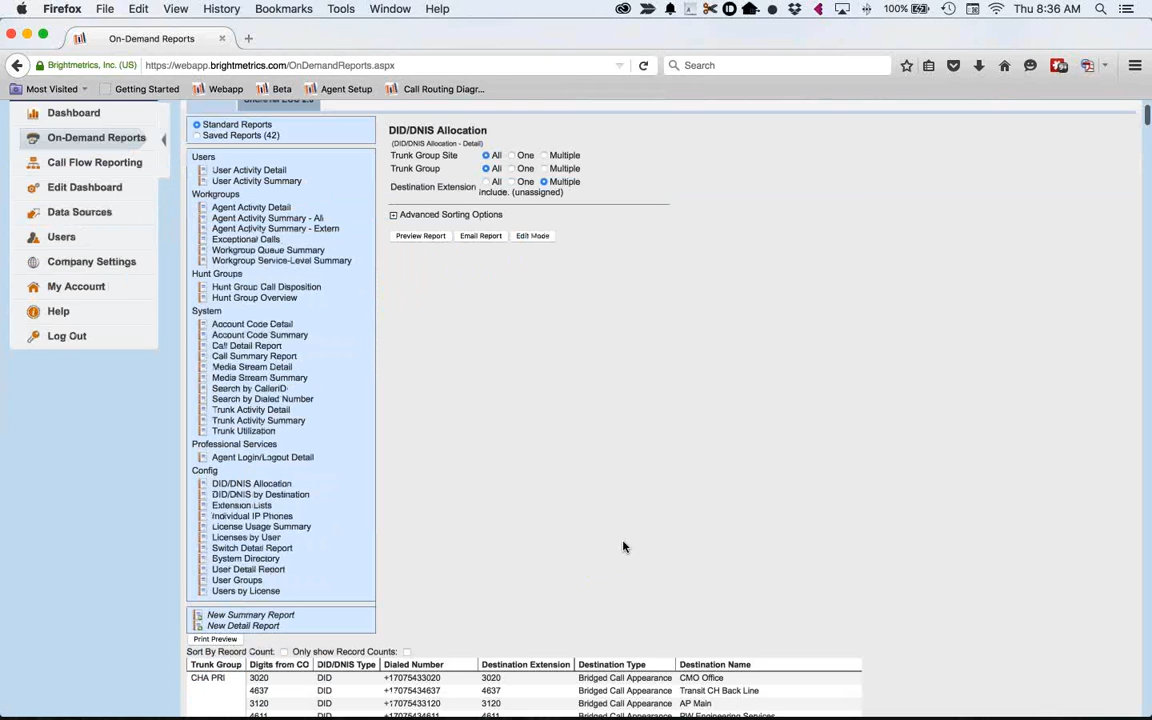 Firefox File Edit View History Bookmarks Tools Window Help 100% Thu 8:36 AM
On-Demand Reports
Brightmetrics, Inc. (US) https://webapp.brightmetrics.com/OnDemandReports.aspx Search
Most Visited Getting Started Webapp Beta Agent Setup Call Routing Diagr...
Dashboard
On-Demand Reports
Call Flow Reporting
Edit Dashboard
Data Sources
Users
Company Settings
My Account
Help
Log Out
Standard Reports
Saved Reports (42)
Users
User Activity Detail
User Activity Summary
Workgroups
Agent Activity Detail
Agent Activity Summary - All
Agent Activity Summary - Extern
Exceptional Calls
Workgroup Queue Summary
Workgroup Service-Level Summary
Hunt Groups
Hunt Group Call Disposition
Hunt Group Overview
System
Account Code Detail
Account Code Summary
Call Detail Report
Call Summary Report
Media Stream Detail
Media Stream Summary
Search by CallerID
Search by Dialed Number
Trunk Activity Detail
Trunk Activity Summary
Trunk Utilization
Professional Services
Agent Login/Logout Detail
Config
DID/DNIS Allocation
DID/DNIS by Destination
Extension Lists
Individual IP Phones
License Usage Summary
Licenses by User
Switch Detail Report
System Directory
User Detail Report
User Groups
Users by License
New Summary Report
New Detail Report
DID/DNIS Allocation
(DID/DNIS Allocation - Detail)
Trunk Group Site All One Multiple
Trunk Group All One Multiple
Destination Extension All One Multiple
include. (unassigned)
Advanced Sorting Options
Preview Report Email Report Edit Mode
Print Preview
Sort By Record Count: Only show Record Counts:
Trunk Group Digits from CO DID/DNIS Type Dialed Number Destination Extension Destination Type Destination Name
CHA PRI 3020 DID +17075433020 3020 Bridged Call Appearance CMO Office
4637 DID +17075434637 4637 Bridged Call Appearance Transit CH Back Line
3120 DID +17075433120 3120 Bridged Call Appearance AP Main
4611 DID +17075434611 4611 Bridged Call Appearance PW Engineering Services